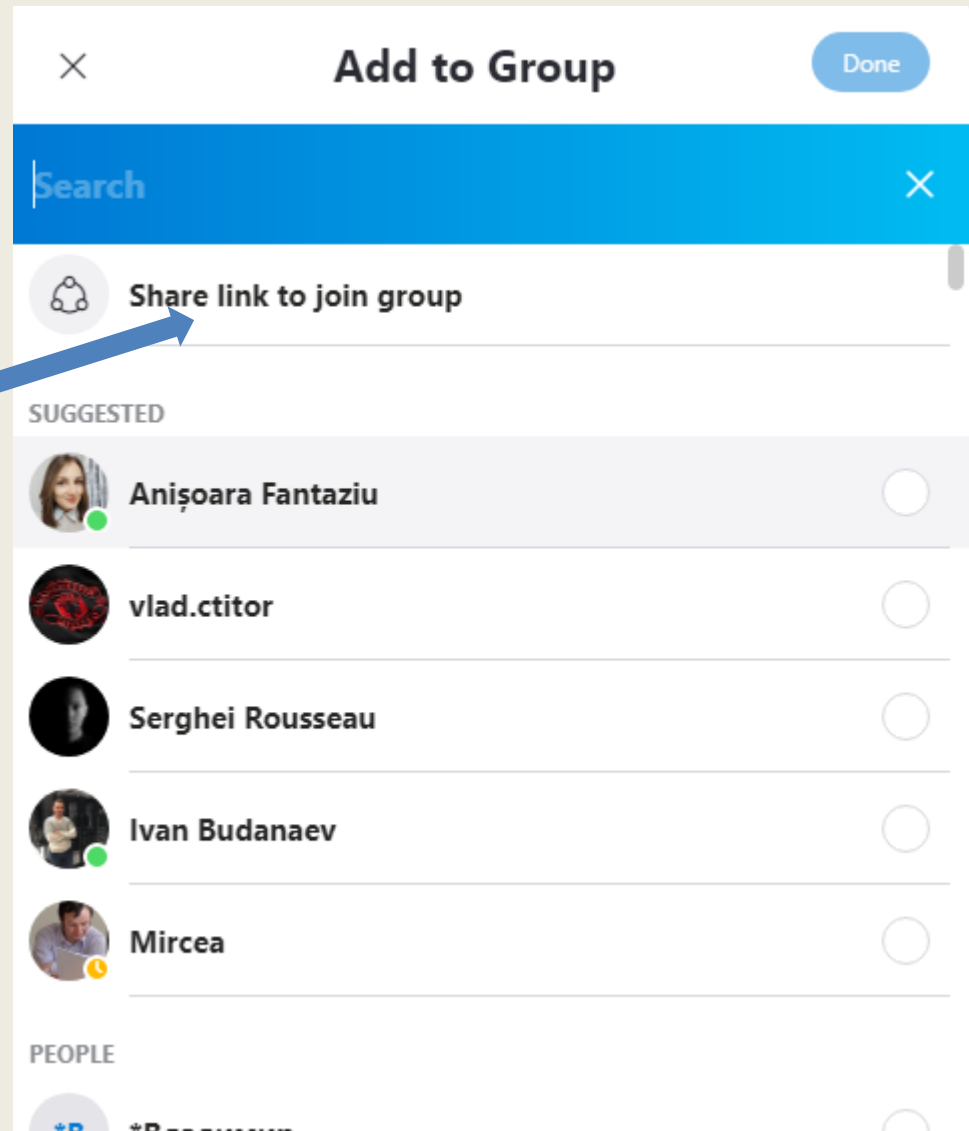 Add to Group
Done
Search
Share link to join group
SUGGESTED
Anișoara Fantaziu
vlad.ctitor
Serghei Rousseau
Ivan Budanaev
Mircea
PEOPLE
*В